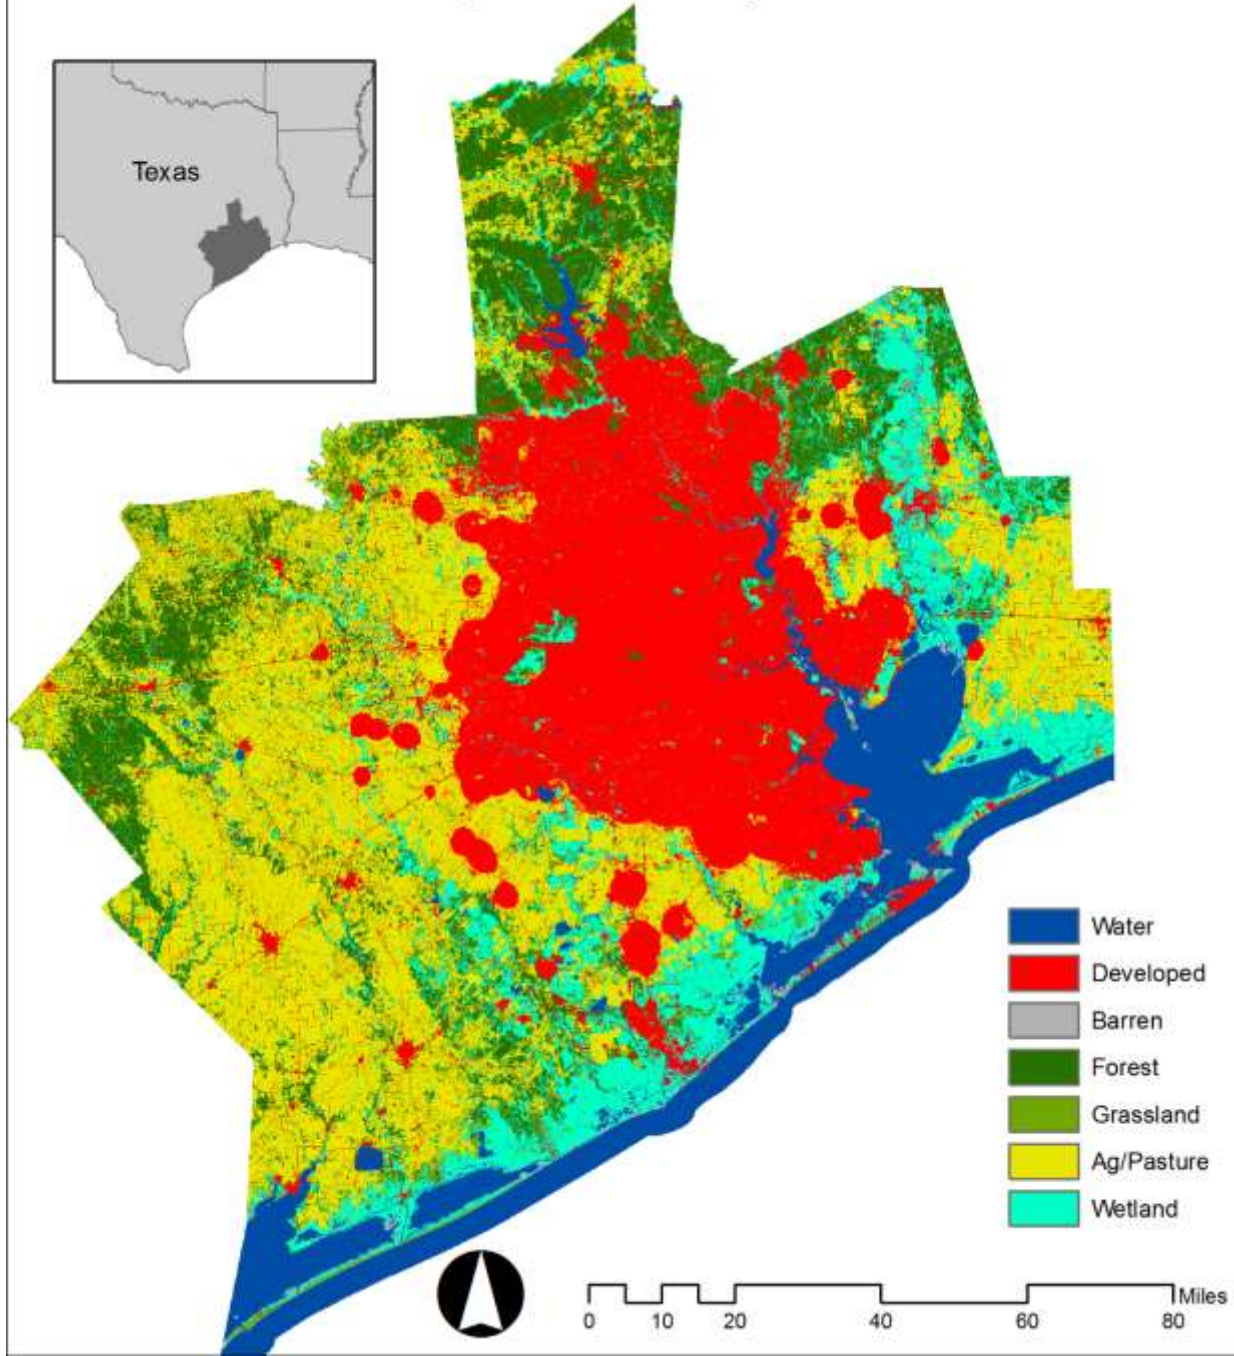 Texas
Water
Developed
Barren
Forest
Grassland
Ag/Pasture
Wetland
Miles
0 10 20 40 60 80